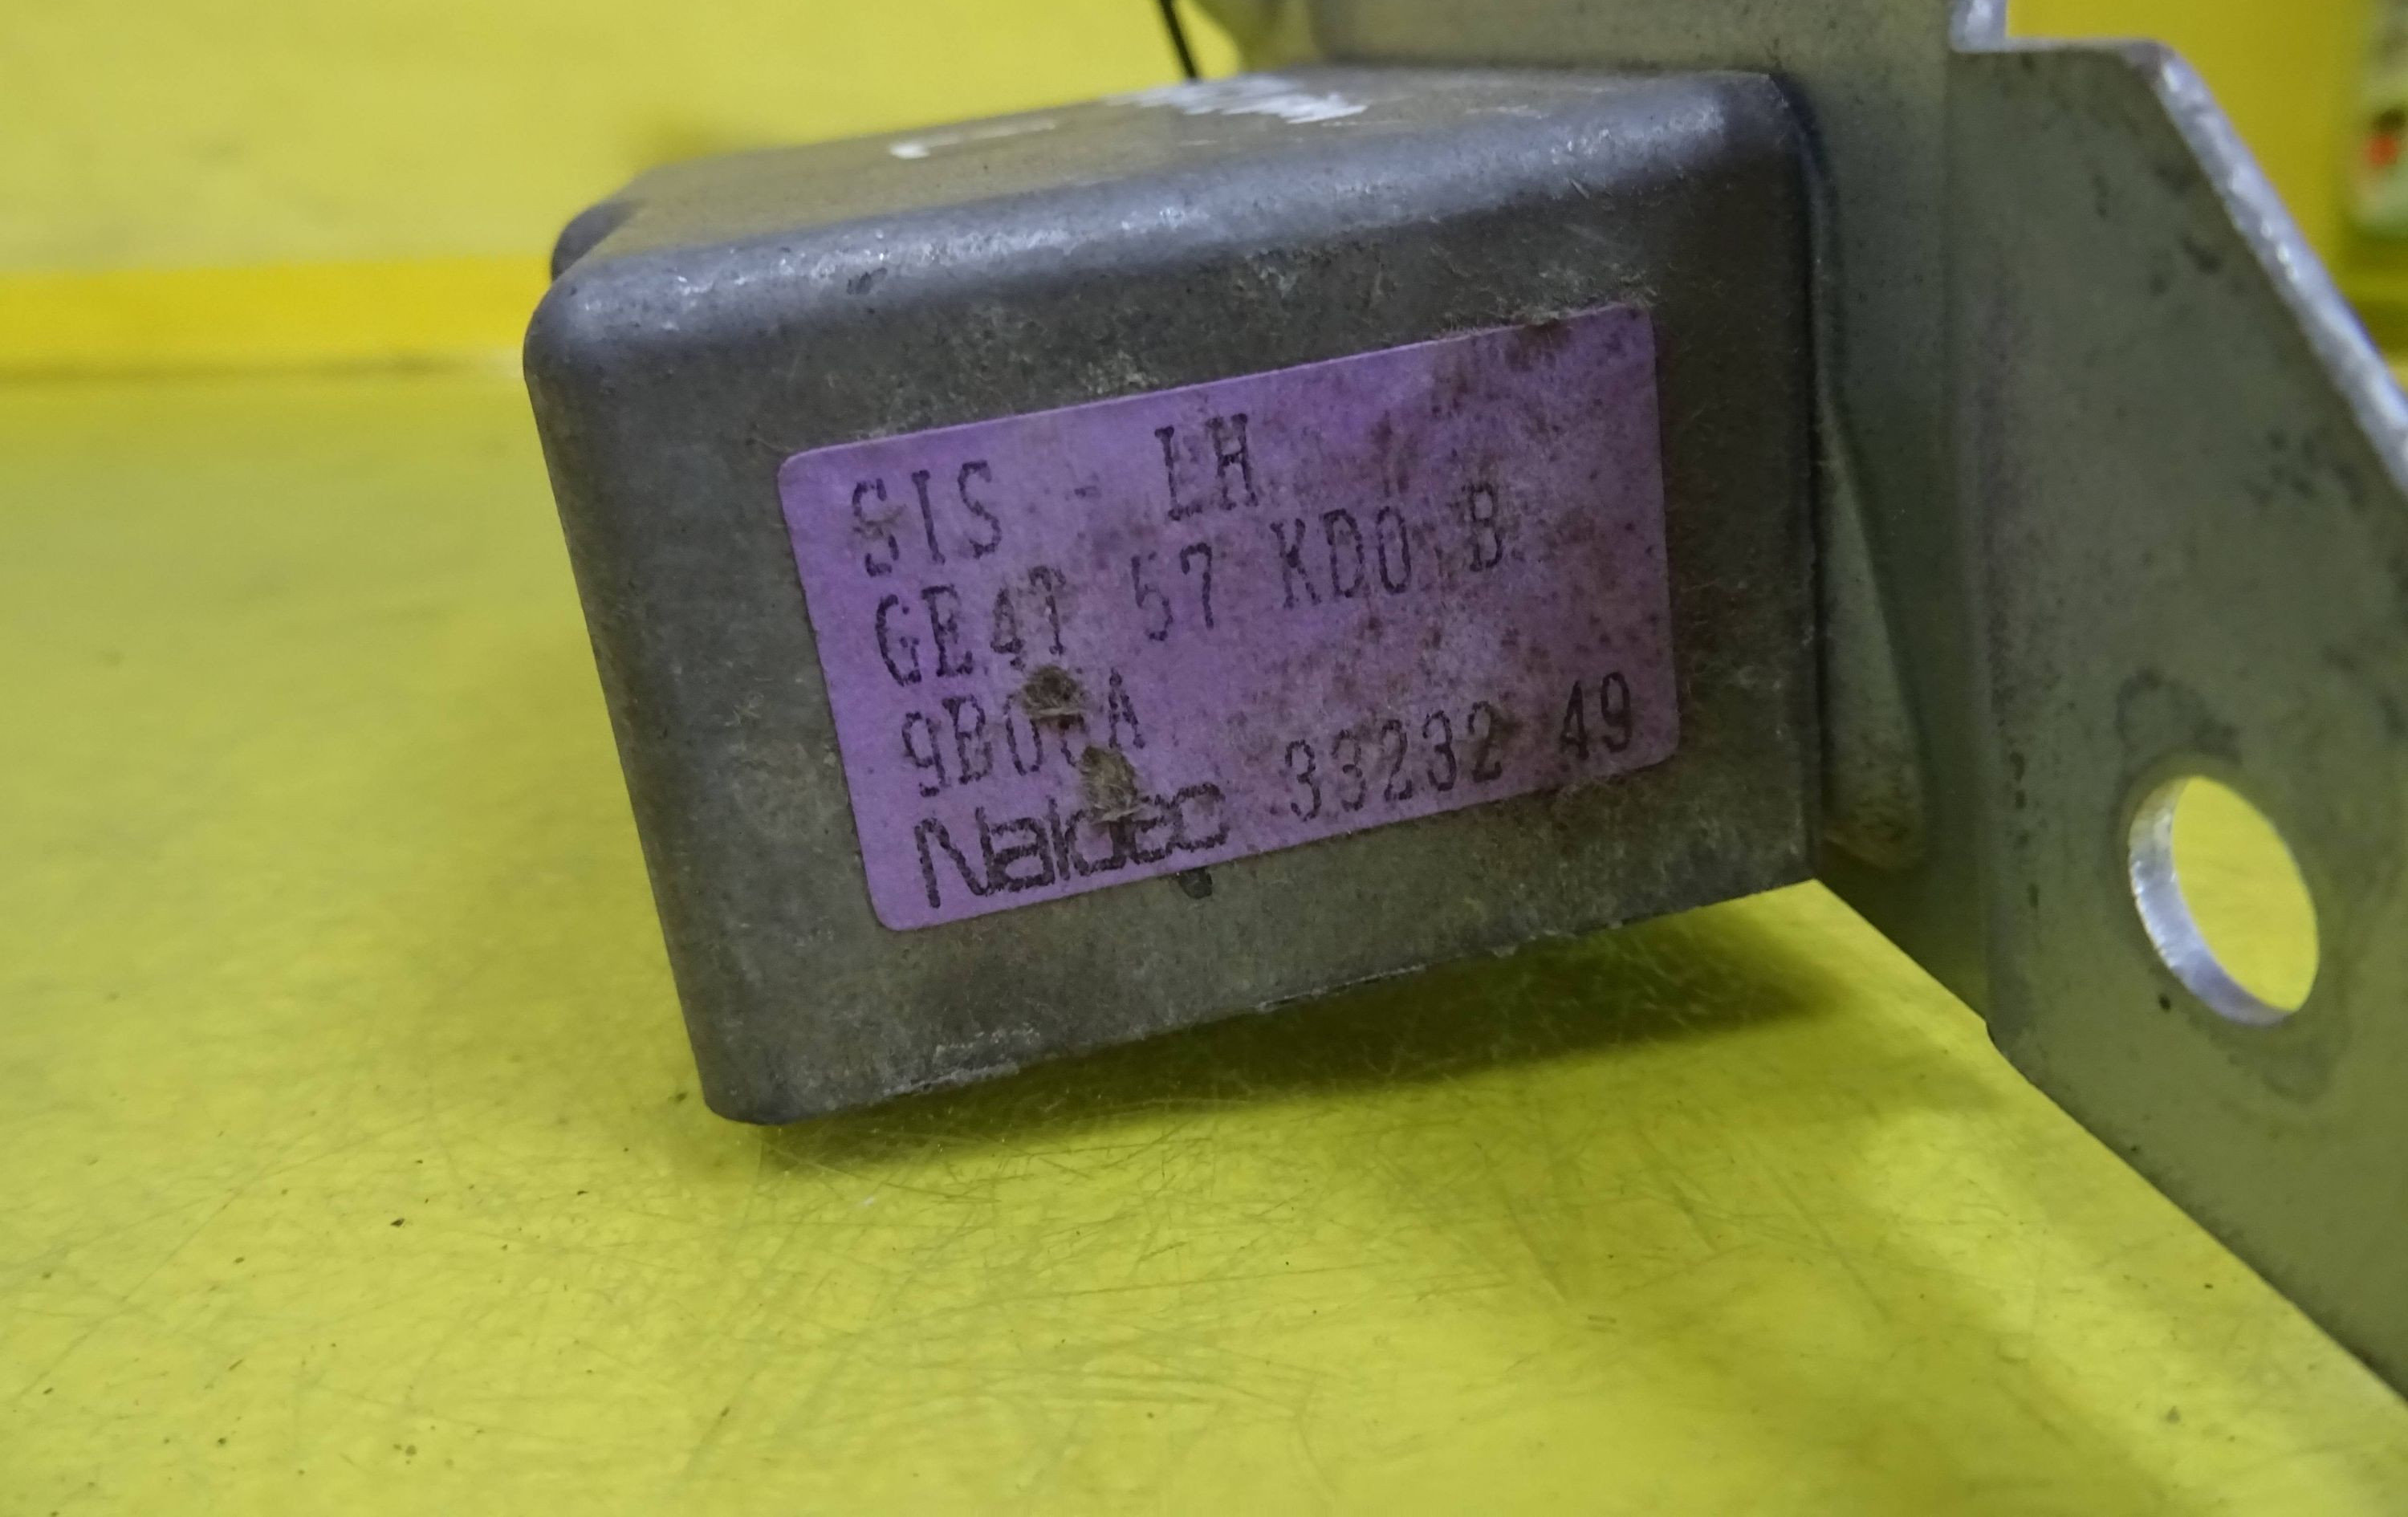 SIS - LH
GE4T 57 KD0 B
Naldec 33232 49